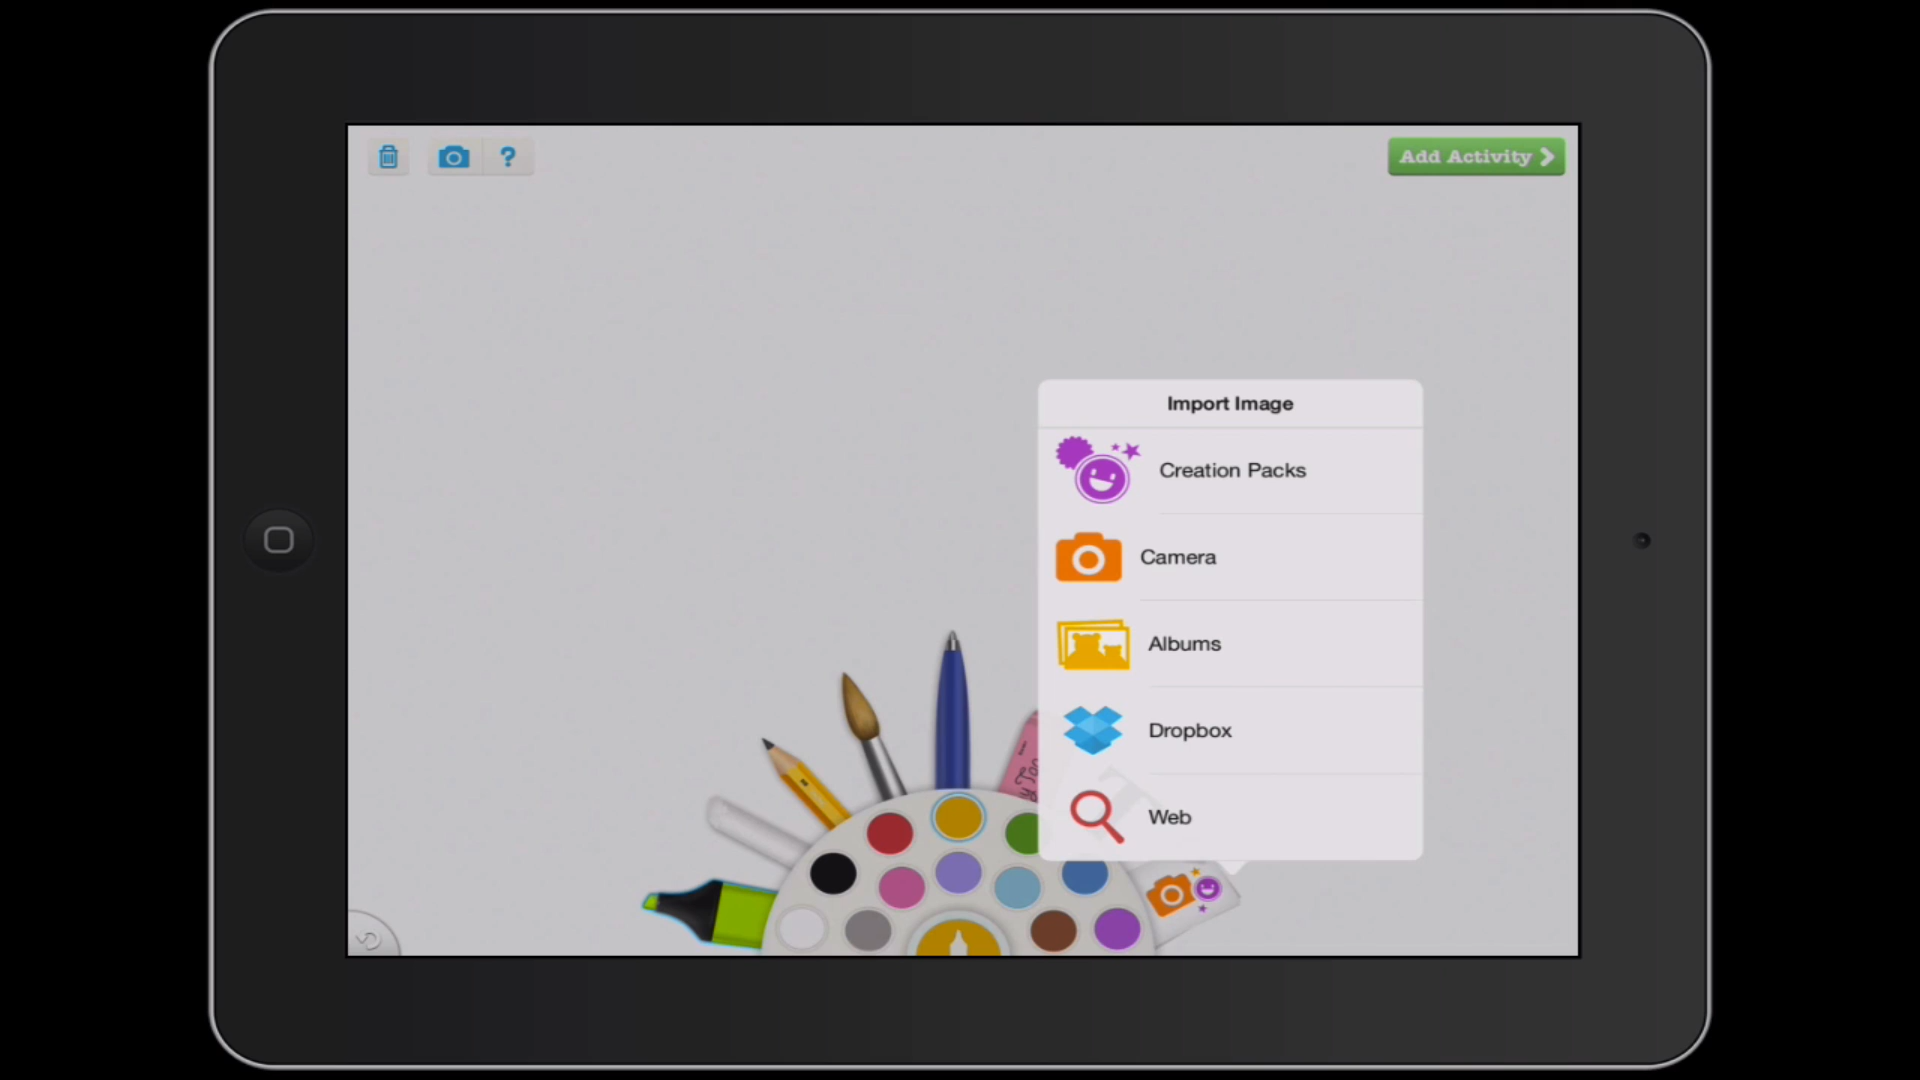 ?
Add Activity
Import Image
Creation Packs
Camera
Albums
Dropbox
Web